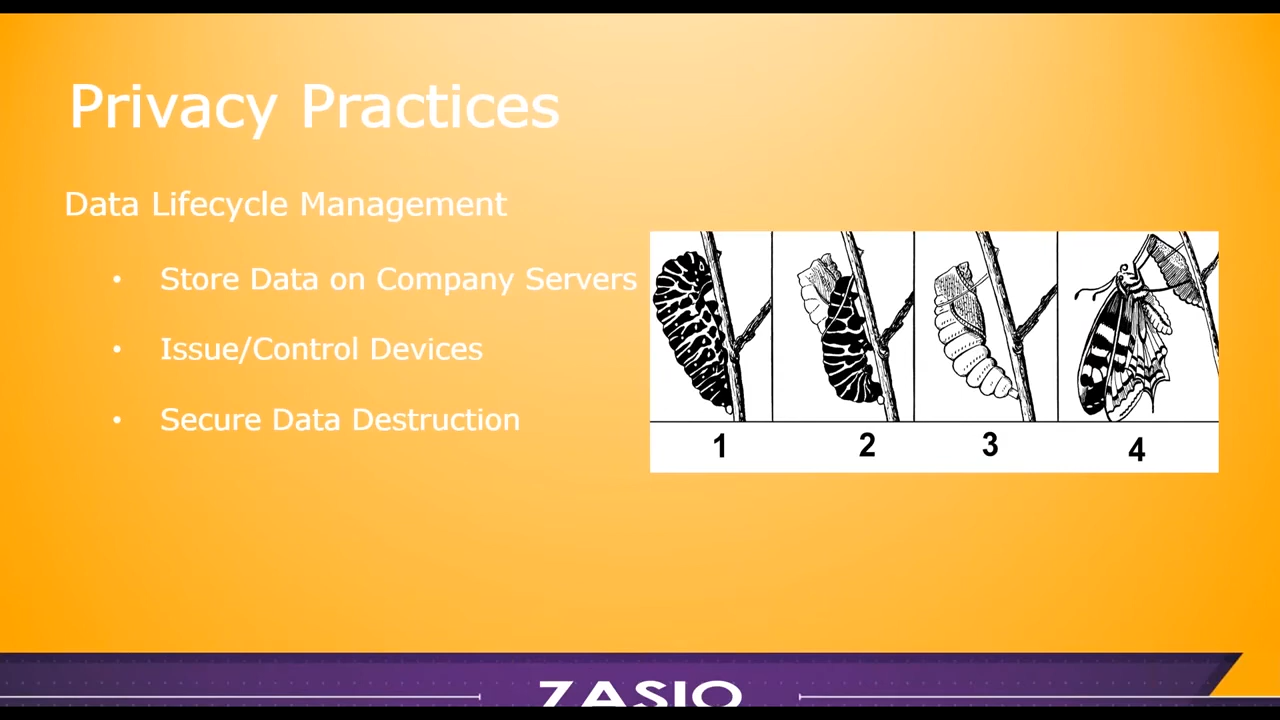 Privacy Practices
Data Lifecycle Management
• Store Data on Company Servers
• Issue/Control Devices
• Secure Data Destruction
1 2 3 4
ZASIO